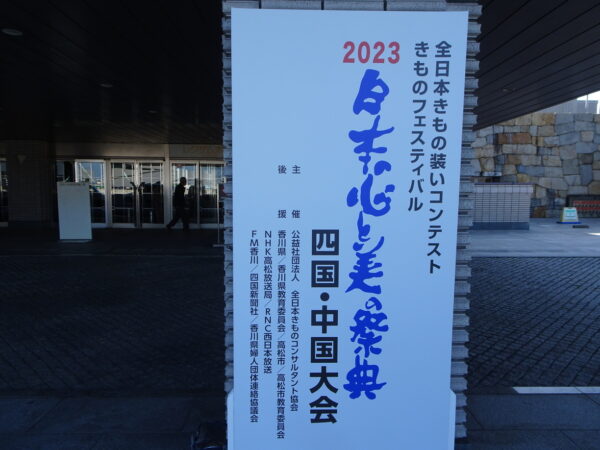 全日本きもの装いコンテスト
きものフェスティバル
2023
日本の心と美の祭典
四国・中国大会
主催 公益社団法人 全日本きものコンサルタント協会
後援 香川県/香川県教育委員会/高松市/高松市教育委員会
NHK高松放送局/RNC西日本放送
FM香川/四国新聞社/香川県婦人団体連絡協議会